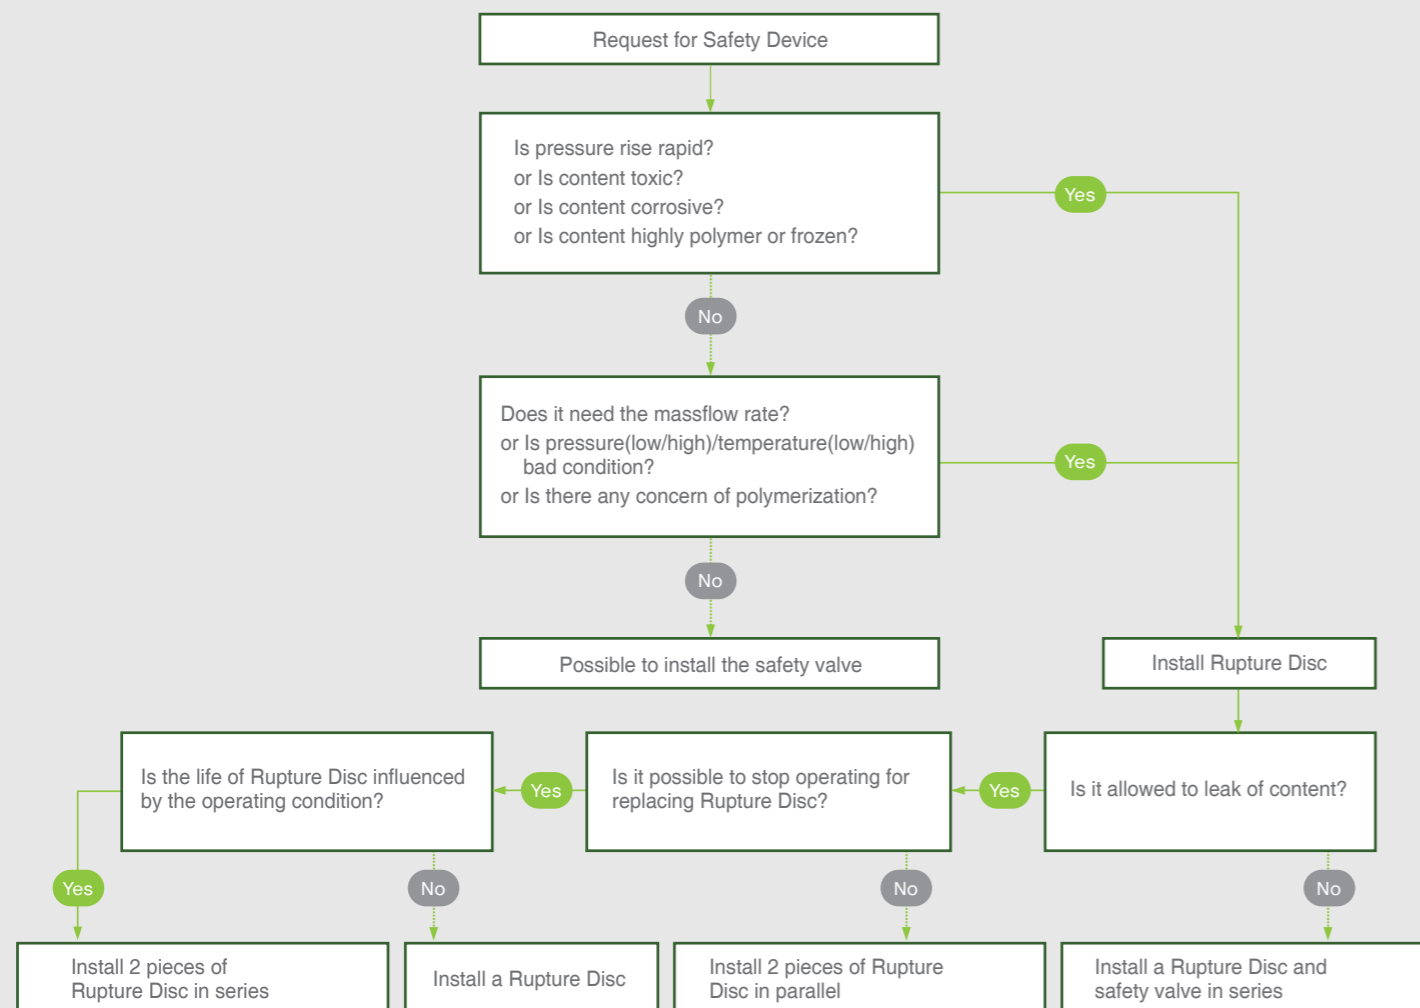 Request for Safety Device
Is pressure rise rapid?
or Is content toxic?
or Is content corrosive?
or Is content highly polymer or frozen?
Yes
No
Does it need the massflow rate?
or Is pressure(low/high)/temperature(low/high)
bad condition?
or Is there any concern of polymerization?
Yes
No
Possible to install the safety valve
Install Rupture Disc
Is the life of Rupture Disc influenced
by the operating condition?
Yes
Is it possible to stop operating for
replacing Rupture Disc?
Yes
Is it allowed to leak of content?
Yes
No
No
No
Install 2 pieces of
Rupture Disc in series
Install a Rupture Disc
Install 2 pieces of Rupture
Disc in parallel
Install a Rupture Disc and
safety valve in series